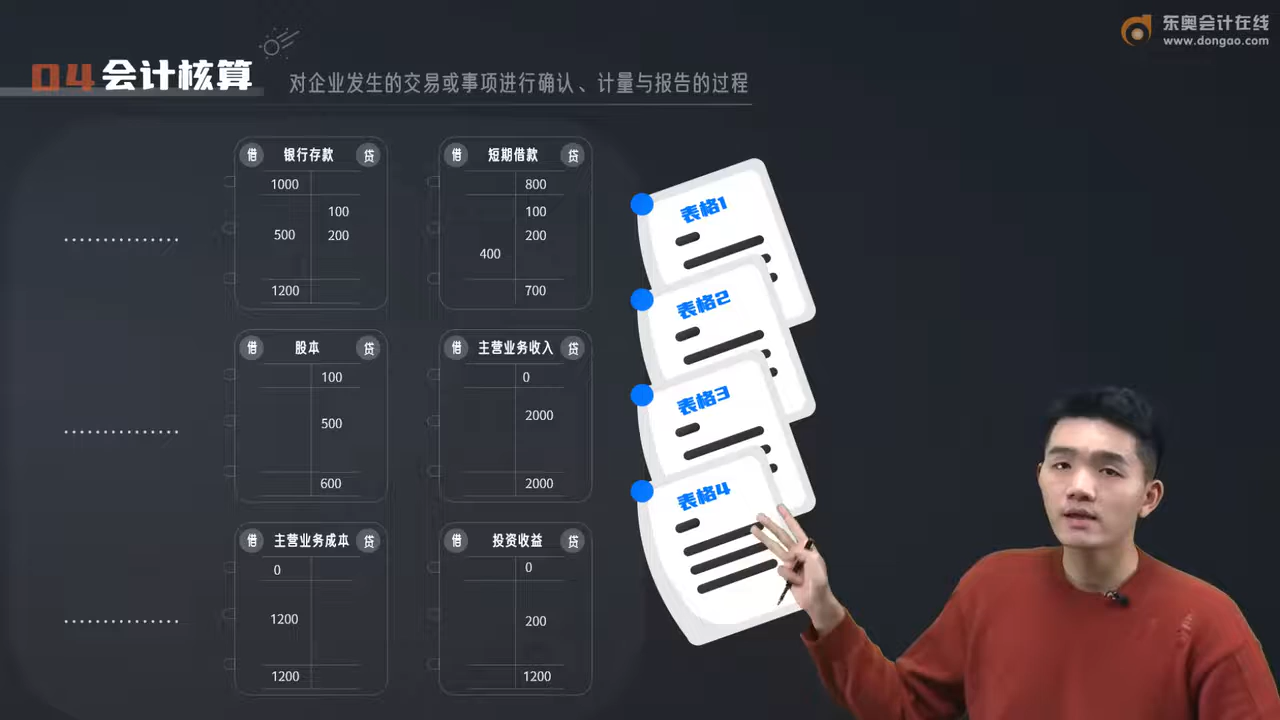 东奥会计在线
www.dongao.com
04 会计核算
对企业发生的交易或事项进行确认、计量与报告的过程
借 银行存款 贷
1000
100
500 200
1200
借 短期借款 贷
800
100
200
400
700
借 股本 贷
100
500
600
借 主营业务收入 贷
0
2000
2000
借 主营业务成本 贷
0
1200
1200
借 投资收益 贷
0
200
1200
表格1
表格2
表格3
表格4